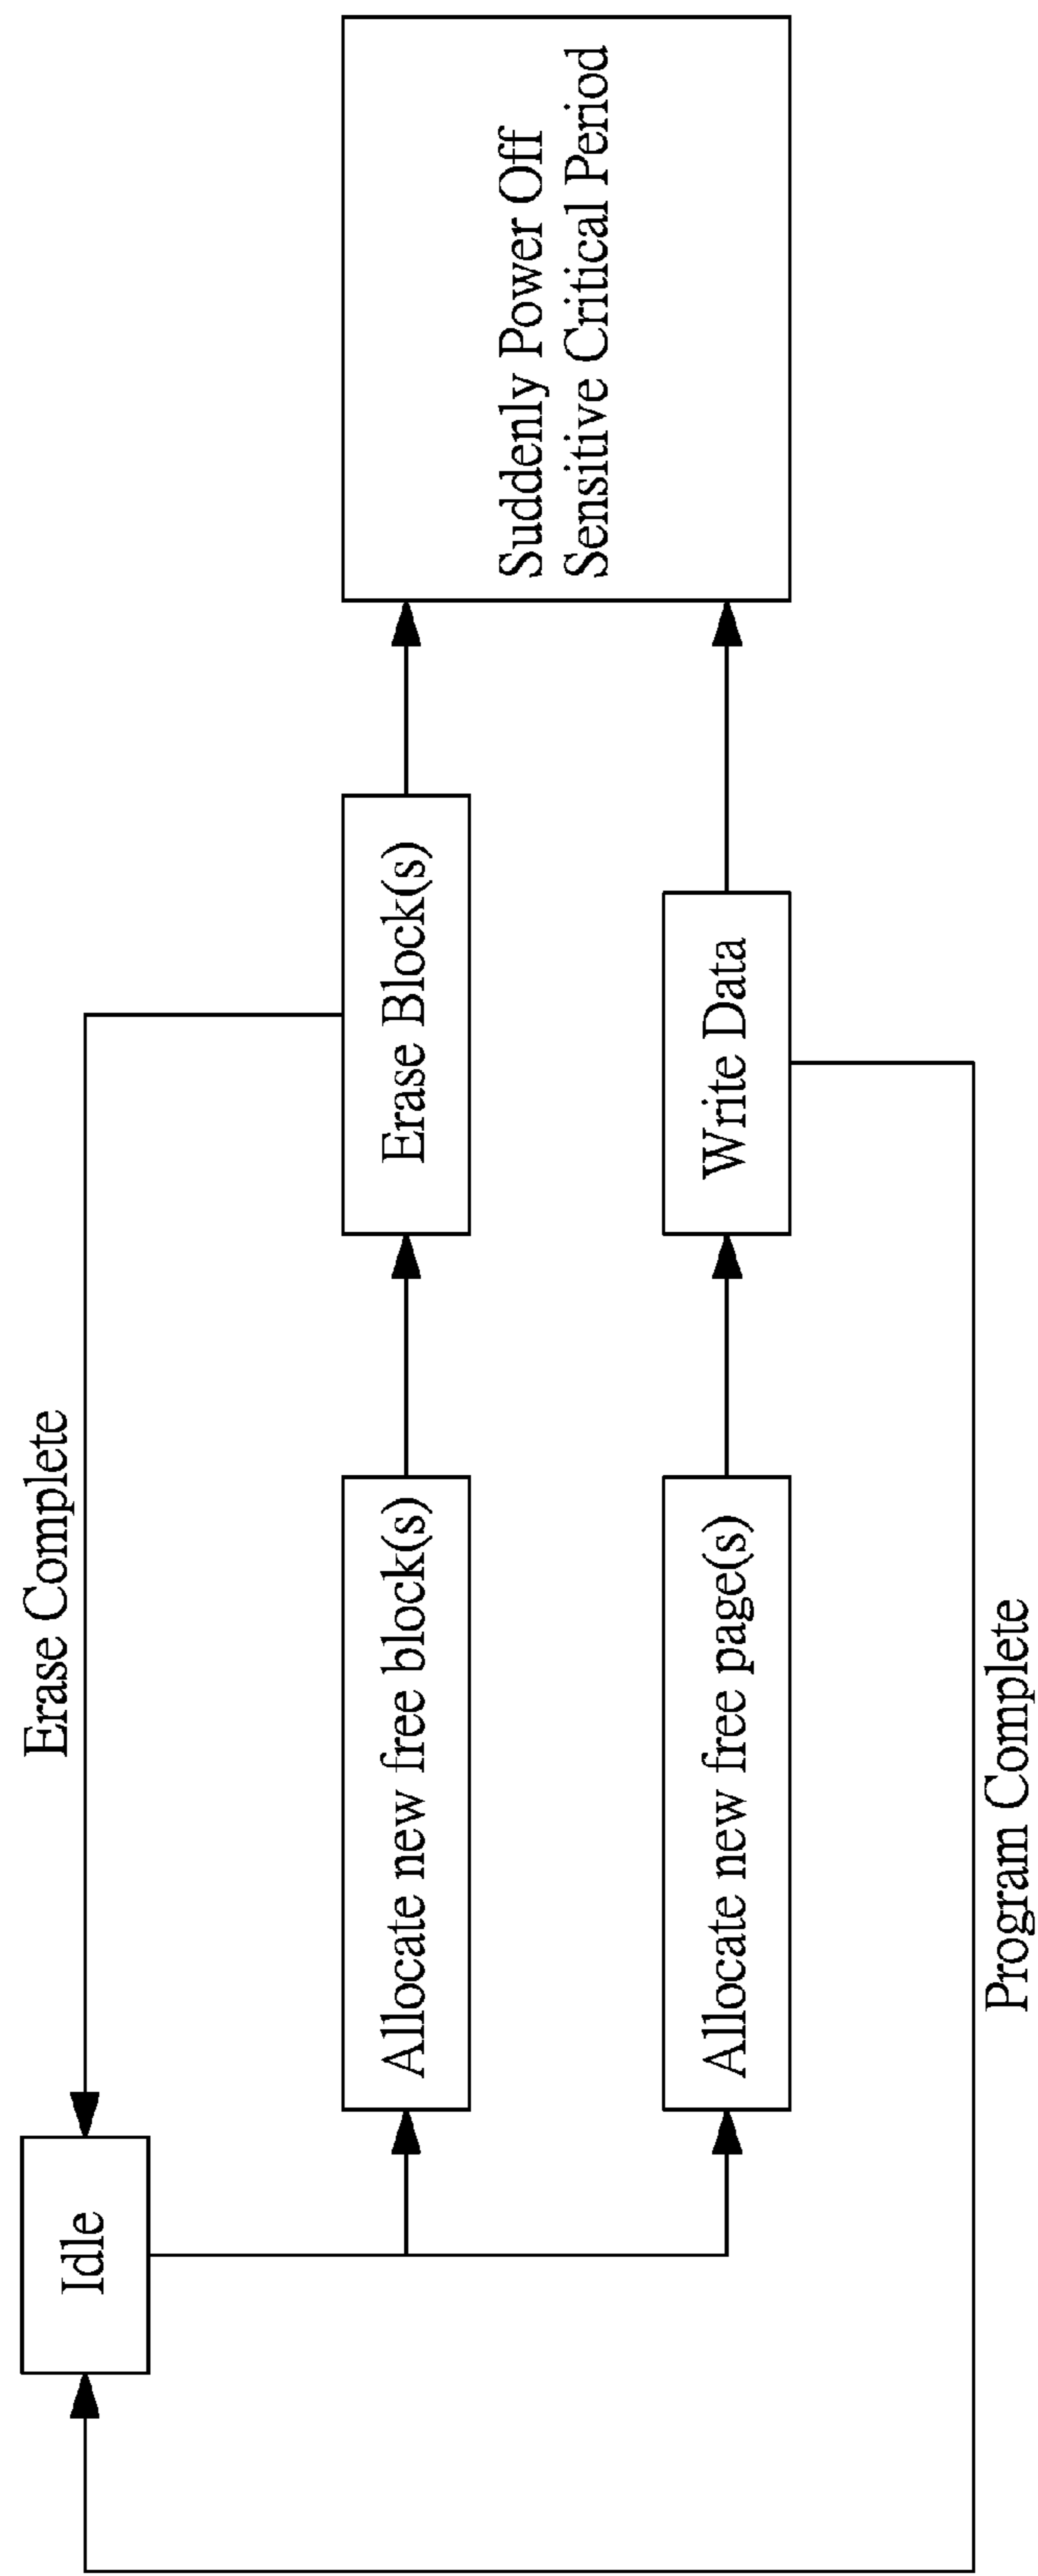 Erase Complete
Idle
Allocate new free block(s)
Erase Block(s)
Suddenly Power Off
Sensitive Critical Period
Allocate new free page(s)
Write Data
Program Complete